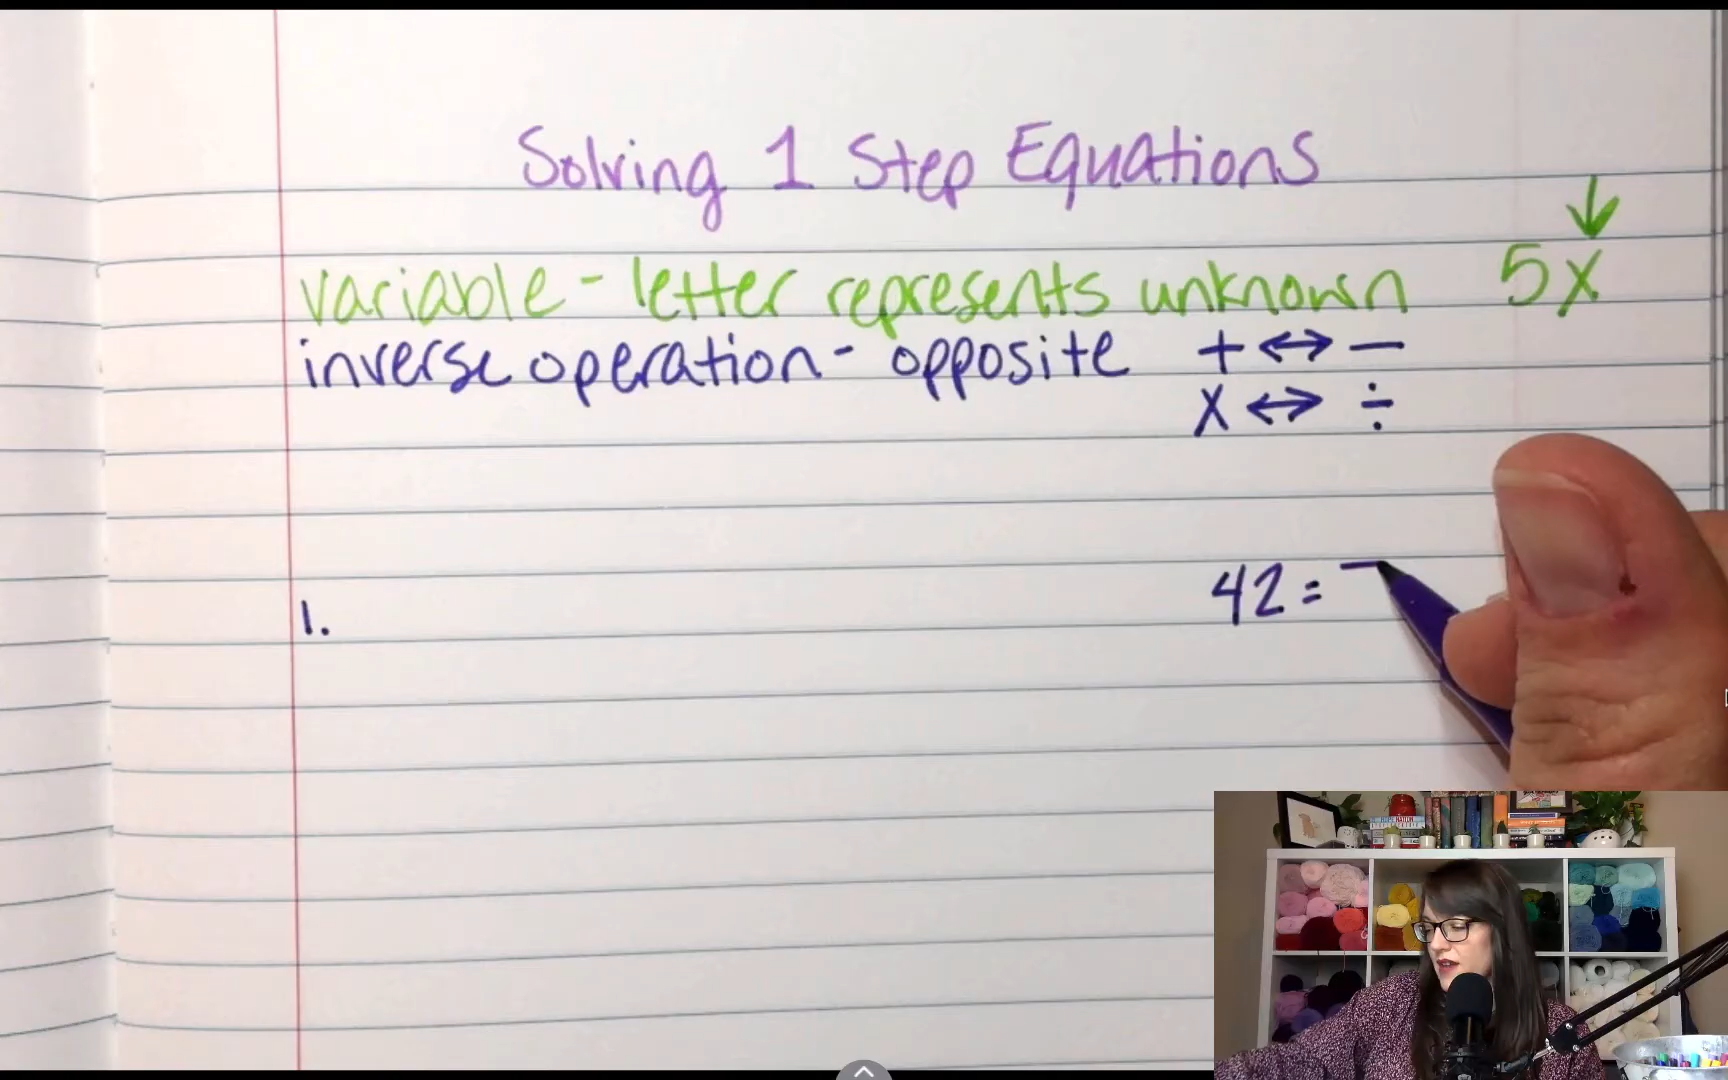 Solving 1 Step Equations
variable - letter represents unknown 5x
inverse operation - opposite + ↔ −
x ↔ ÷
1. 42 = −